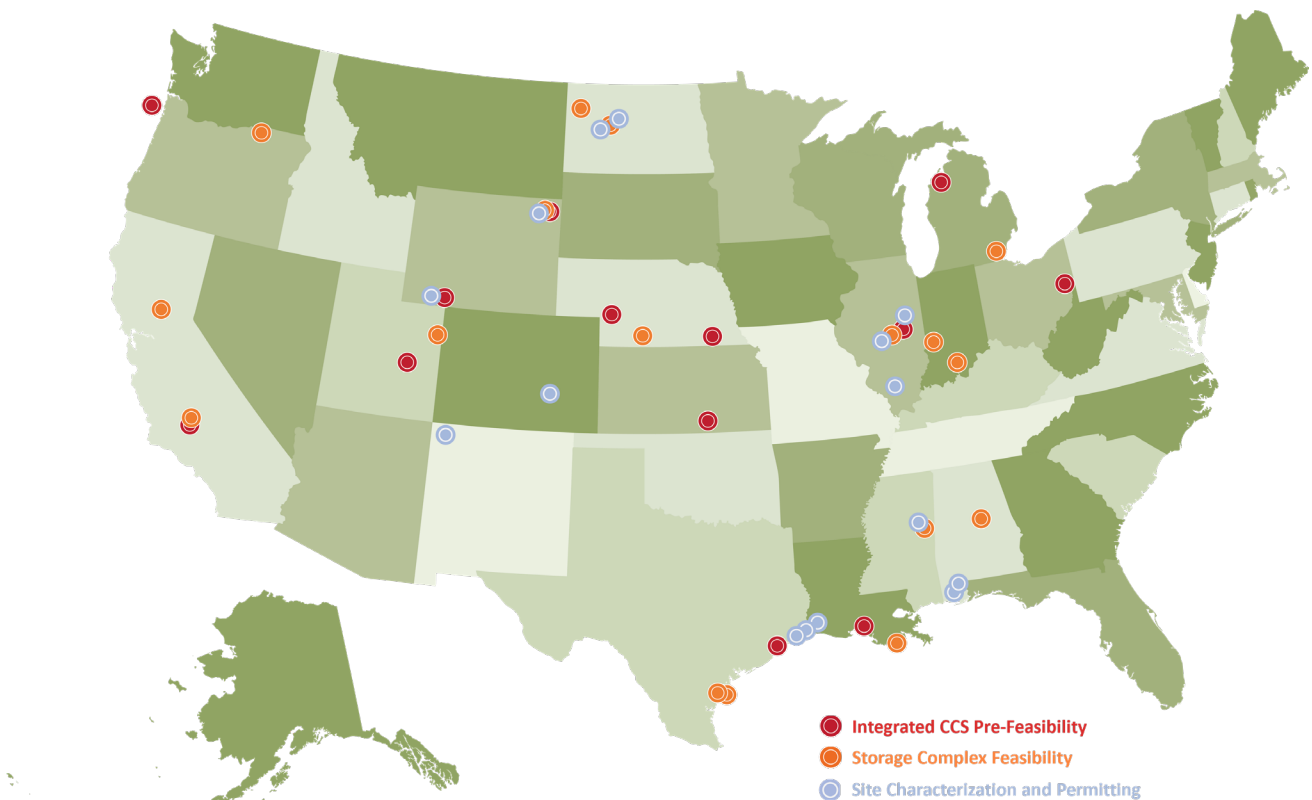 Integrated CCS Pre-Feasibility
Storage Complex Feasibility
Site Characterization and Permitting